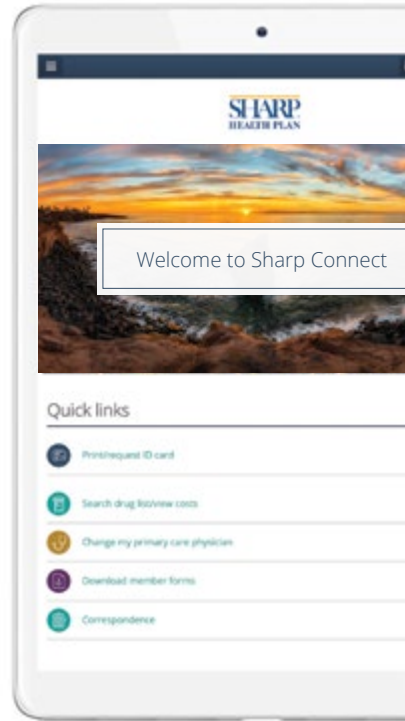 SHARP
HEALTH PLAN
Welcome to Sharp Connect
Quick links
Print/request ID card
Search drug list/view costs
Change my primary care physician
Download member forms
Correspondence